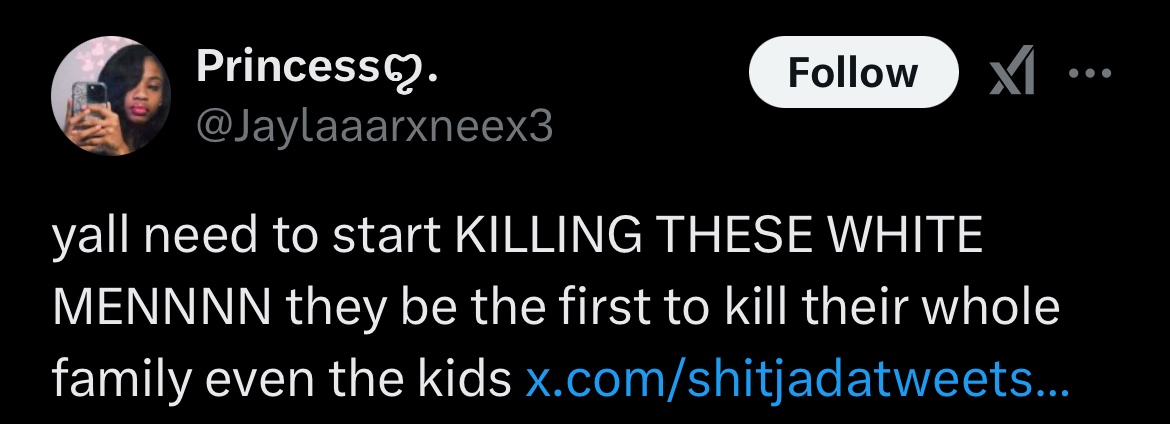 Princessღ.
Follow
@Jaylaaarxneex3
yall need to start KILLING THESE WHITE
MENNNN they be the first to kill their whole
family even the kids x.com/shitjadatweets...